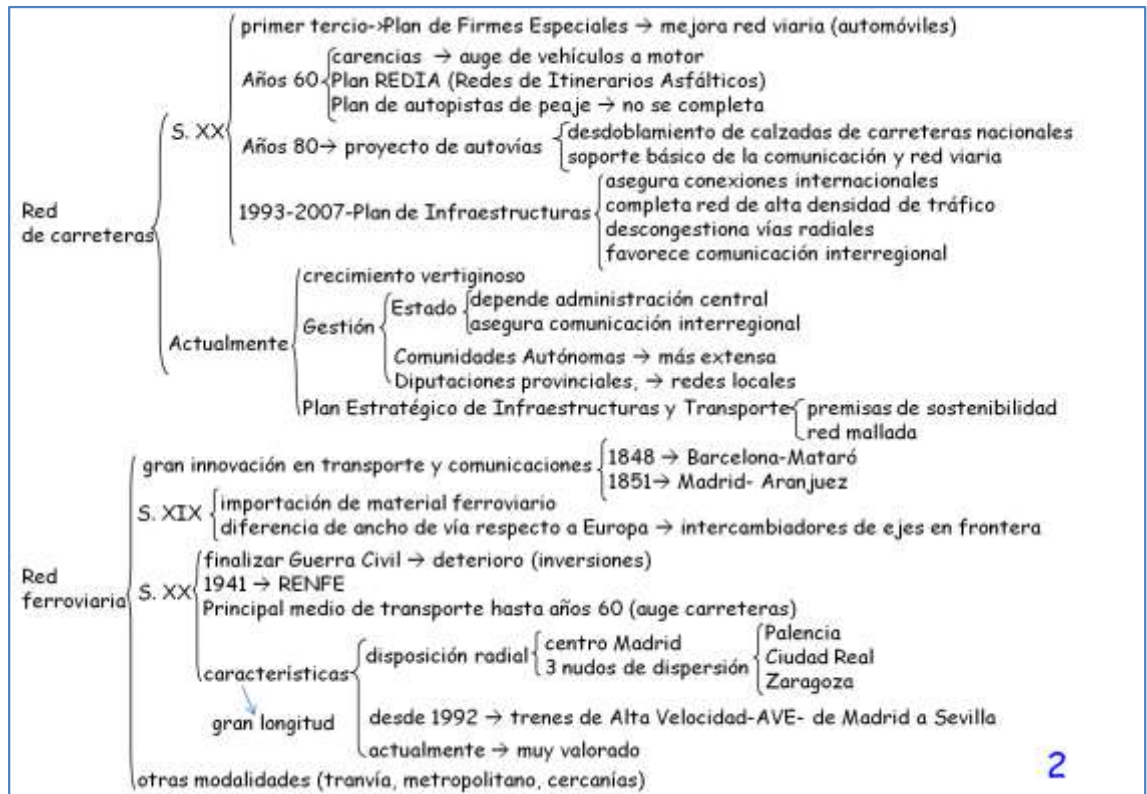 primer tercio->Plan de Firmes Especiales → mejora red viaria (automóviles)
carencias → auge de vehículos a motor
Años 60 Plan REDIA (Redes de Itinerarios Asfálticos)
Plan de autopistas de peaje → no se completa
S. XX
desdoblamiento de calzadas de carreteras nacionales
Años 80→ proyecto de autovías
soporte básico de la comunicación y red viaria
asegura conexiones internacionales
Red
de carreteras
1993-2007-Plan de Infraestructuras
completa red de alta densidad de tráfico
descongestiona vías radiales
favorece comunicación interregional
crecimiento vertiginoso
Actualmente
Gestión
Estado
depende administración central
asegura comunicación interregional
Comunidades Autónomas → más extensa
Diputaciones provinciales, → redes locales
Plan Estratégico de Infraestructuras y Transporte
premisas de sostenibilidad
red mallada
gran innovación en transporte y comunicaciones
1848 → Barcelona-Mataró
1851→ Madrid- Aranjuez
S. XIX
importación de material ferroviario
diferencia de ancho de vía respecto a Europa → intercambiadores de ejes en frontera
Red
ferroviaria
S. XX
finalizar Guerra Civil → deterioro (inversiones)
1941 → RENFE
Principal medio de transporte hasta años 60 (auge carreteras)
características
gran longitud
disposición radial
centro Madrid
3 nudos de dispersión
Palencia
Ciudad Real
Zaragoza
desde 1992 → trenes de Alta Velocidad-AVE- de Madrid a Sevilla
actualmente → muy valorado
otras modalidades (tranvía, metropolitano, cercanías)
2